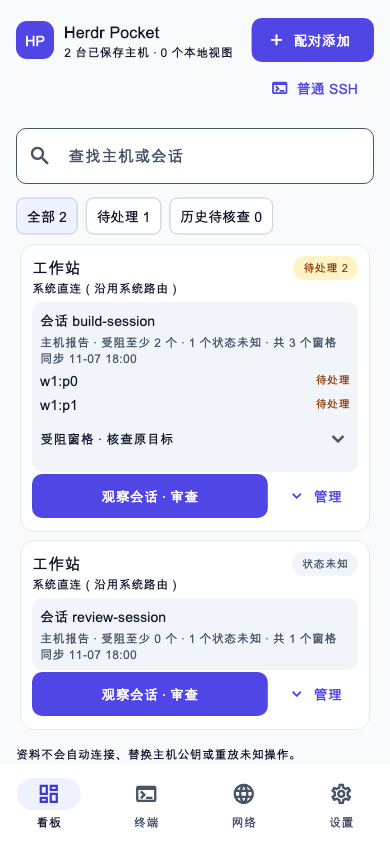 HP
Herdr Pocket
2 台已保存主机 · 0 个本地视图
+ 配对添加
普通 SSH
查找主机或会话
全部 2
待处理 1
历史待核查 0
工作站
待处理 2
系统直连（沿用系统路由）
会话 build-session
主机报告 · 受阻至少 2 个 · 1 个状态未知 · 共 3 个窗格
同步 11-07 18:00
w1:p0
待处理
w1:p1
待处理
受阻窗格 · 核查原目标
观察会话 · 审查
管理
工作站
状态未知
系统直连（沿用系统路由）
会话 review-session
主机报告 · 受阻至少 0 个 · 1 个状态未知 · 共 1 个窗格
同步 11-07 18:00
观察会话 · 审查
管理
资料不会自动连接、替换主机公钥或重放未知操作。
看板
终端
网络
设置